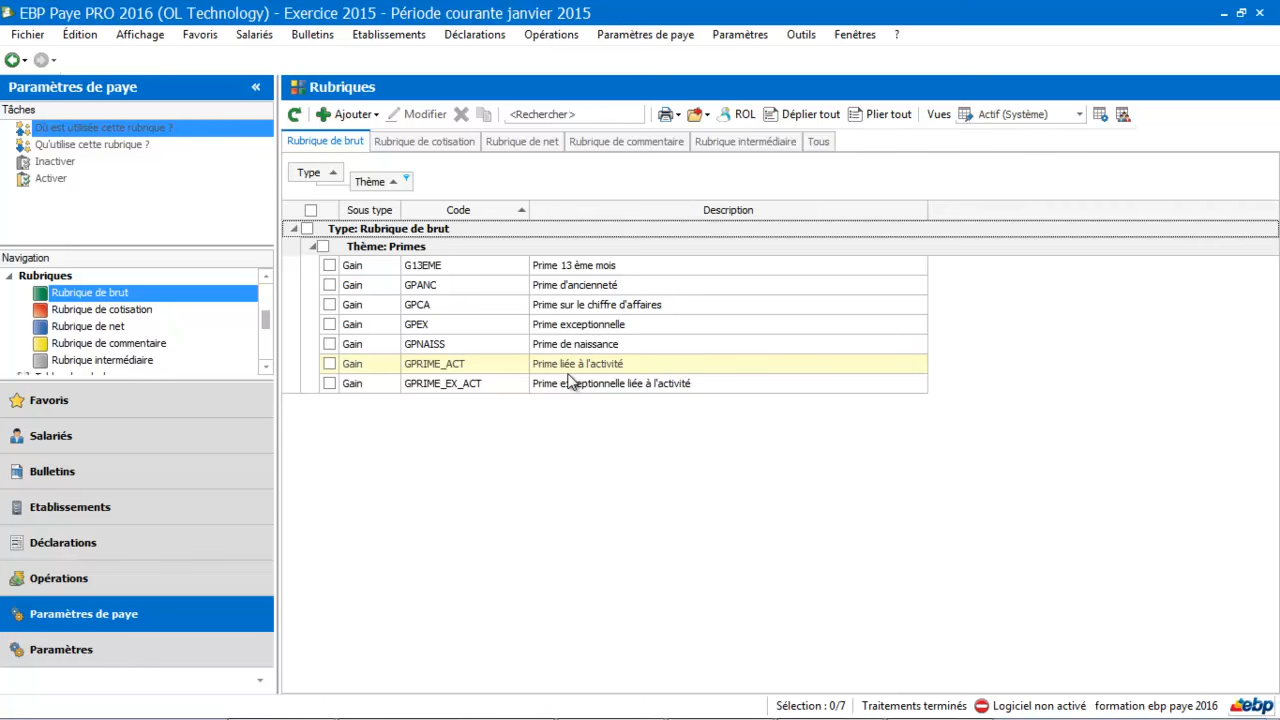 EBP Paye PRO 2016 (OL Technology) - Exercice 2015 - Période courante janvier 2015
Fichier Édition Affichage Favoris Salariés Bulletins Etablissements Déclarations Opérations Paramètres de paye Paramètres Outils Fenêtres ?
Paramètres de paye «
Tâches
Où est utilisée cette rubrique ?
Qu'utilise cette rubrique ?
Inactiver
Activer
Navigation
Rubriques
Rubrique de brut
Rubrique de cotisation
Rubrique de net
Rubrique de commentaire
Rubrique intermédiaire
Favoris
Salariés
Bulletins
Etablissements
Déclarations
Opérations
Paramètres de paye
Paramètres
Rubriques
Ajouter Modifier <Rechercher> ROL Déplier tout Plier tout Vues Actif (Système)
Rubrique de brut Rubrique de cotisation Rubrique de net Rubrique de commentaire Rubrique intermédiaire Tous
Type
Thème
Sous type Code Description
Type: Rubrique de brut
Thème: Primes
Gain G13EME Prime 13 ème mois
Gain GPANC Prime d'ancienneté
Gain GPCA Prime sur le chiffre d'affaires
Gain GPEX Prime exceptionnelle
Gain GPNAISS Prime de naissance
Gain GPRIME_ACT Prime liée à l'activité
Gain GPRIME_EX_ACT Prime exceptionnelle liée à l'activité
Sélection : 0/7 Traitements terminés Logiciel non activé formation ebp paye 2016 ebp